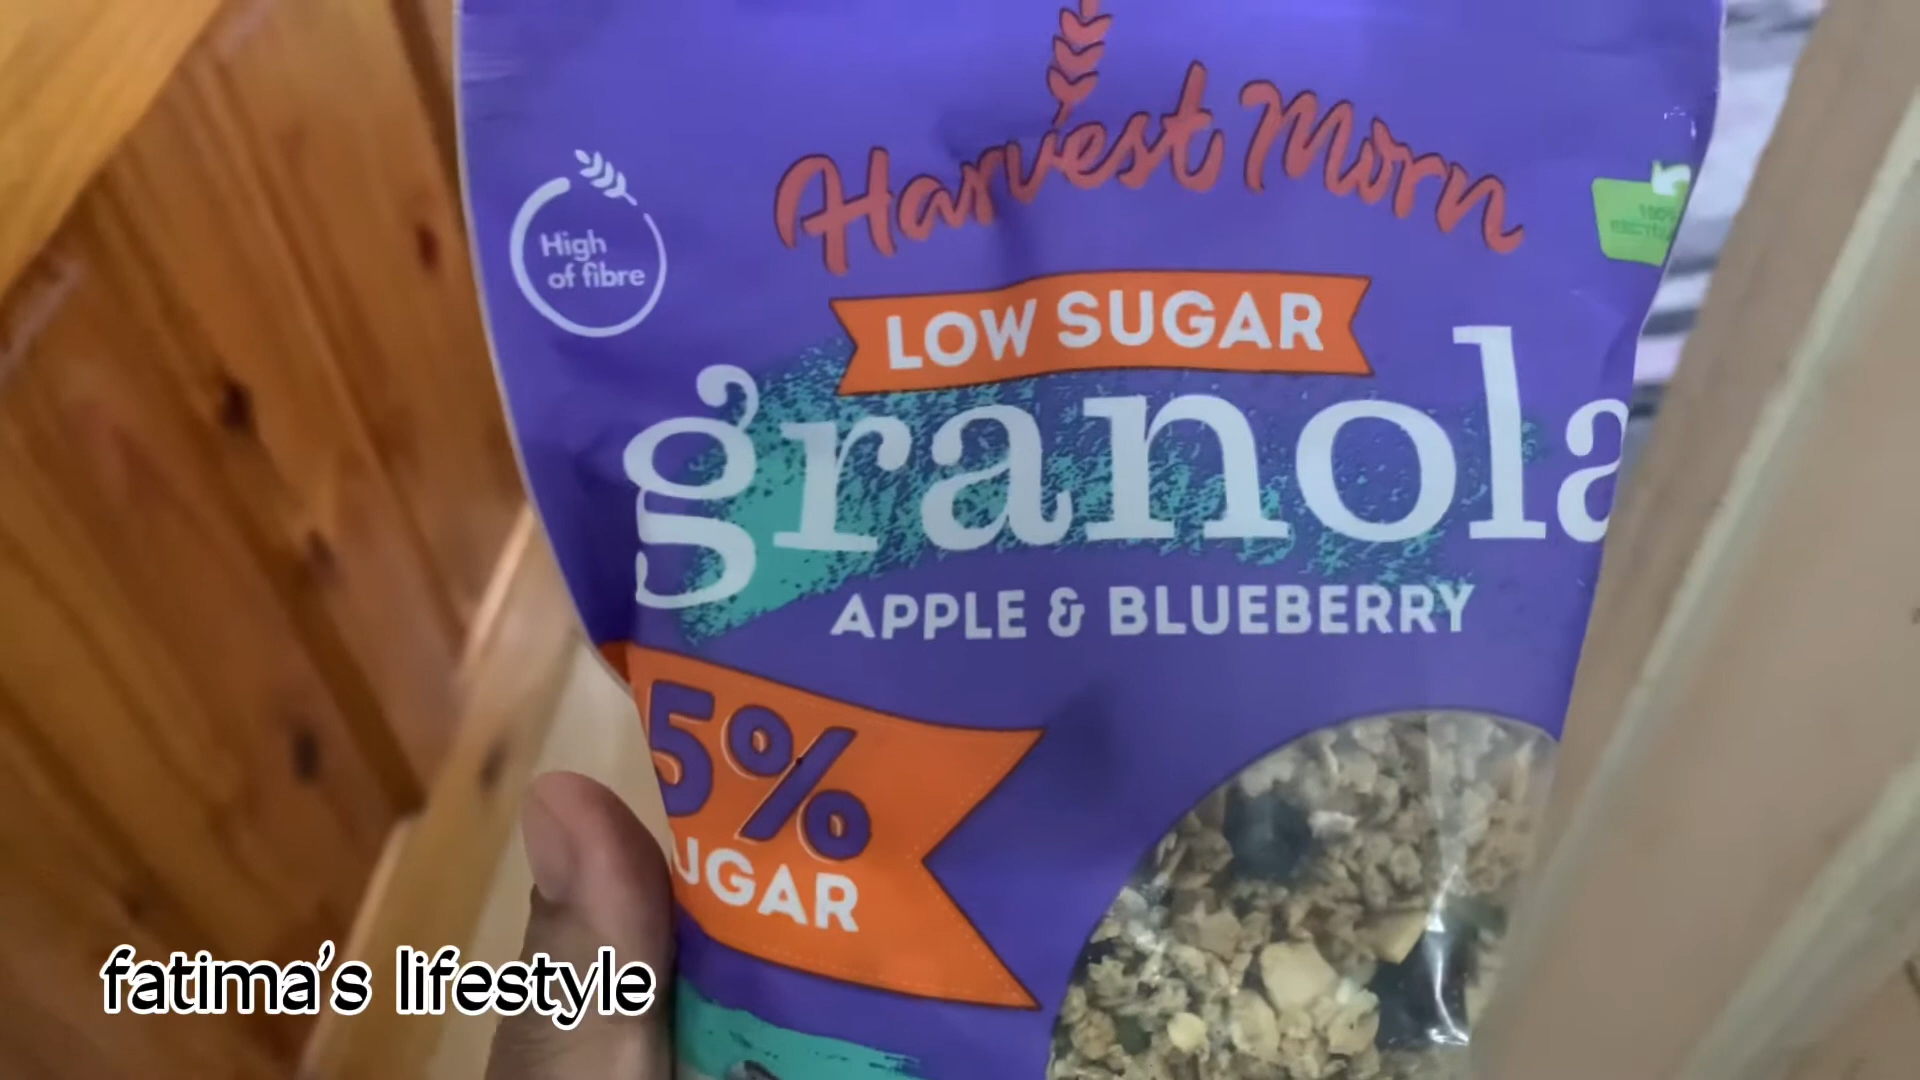 Harvest Morn
High
of fibre
LOW SUGAR
granola
APPLE & BLUEBERRY
5%
UGAR
fatima's lifestyle